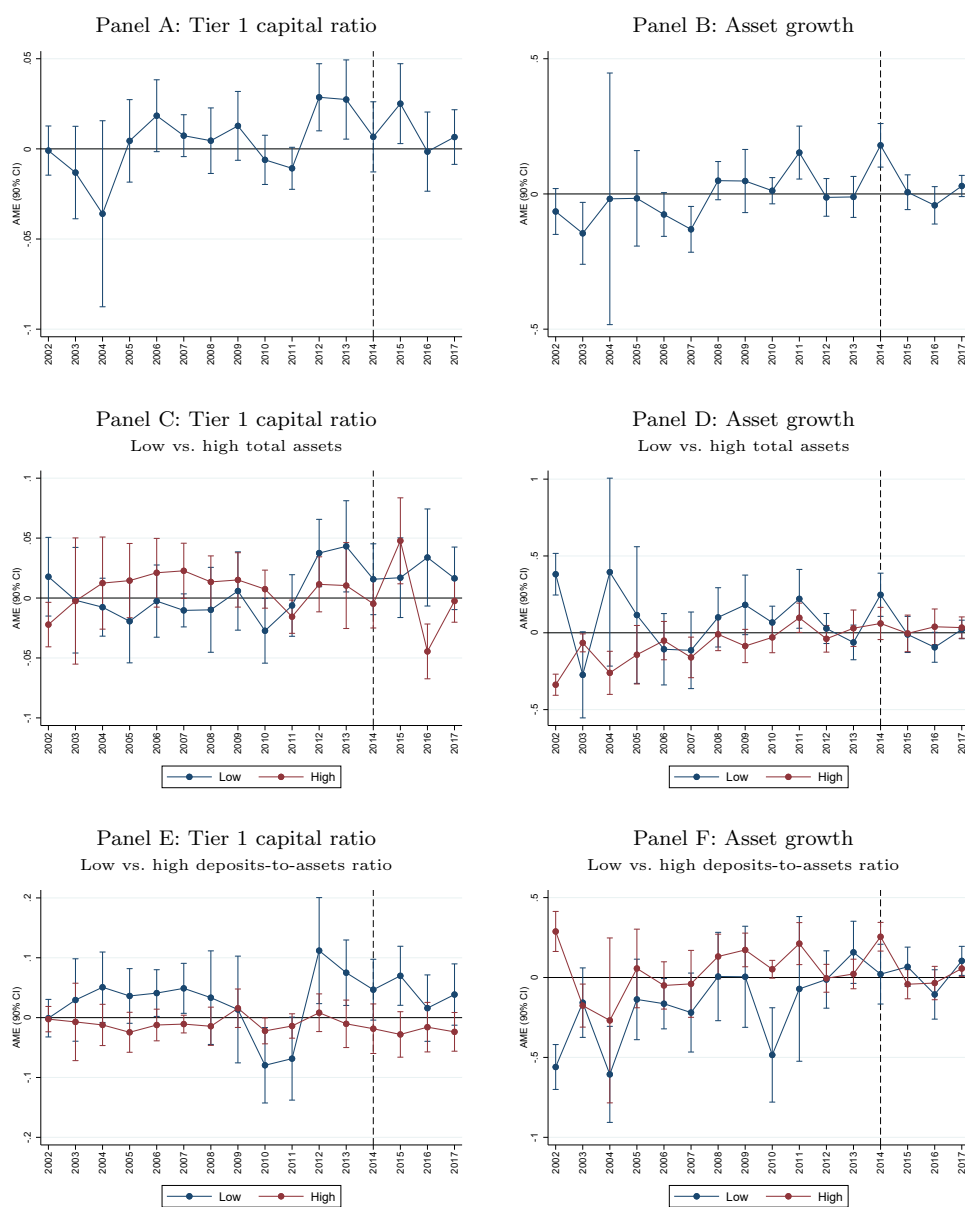 Panel A: Tier 1 capital ratio
AME (90% CI)
.05
0
-.05
-.1
2002 2003 2004 2005 2006 2007 2008 2009 2010 2011 2012 2013 2014 2015 2016 2017
Panel B: Asset growth
AME (90% CI)
.5
0
-.5
2002 2003 2004 2005 2006 2007 2008 2009 2010 2011 2012 2013 2014 2015 2016 2017
Panel C: Tier 1 capital ratio
Low vs. high total assets
AME (90% CI)
.1
.05
0
-.05
-.1
2002 2003 2004 2005 2006 2007 2008 2009 2010 2011 2012 2013 2014 2015 2016 2017
Low High
Panel D: Asset growth
Low vs. high total assets
AME (90% CI)
1
.5
0
-.5
2002 2003 2004 2005 2006 2007 2008 2009 2010 2011 2012 2013 2014 2015 2016 2017
Low High
Panel E: Tier 1 capital ratio
Low vs. high deposits-to-assets ratio
AME (90% CI)
.2
.1
0
-.1
-.2
2002 2003 2004 2005 2006 2007 2008 2009 2010 2011 2012 2013 2014 2015 2016 2017
Low High
Panel F: Asset growth
Low vs. high deposits-to-assets ratio
AME (90% CI)
.5
0
-.5
-1
2002 2003 2004 2005 2006 2007 2008 2009 2010 2011 2012 2013 2014 2015 2016 2017
Low High